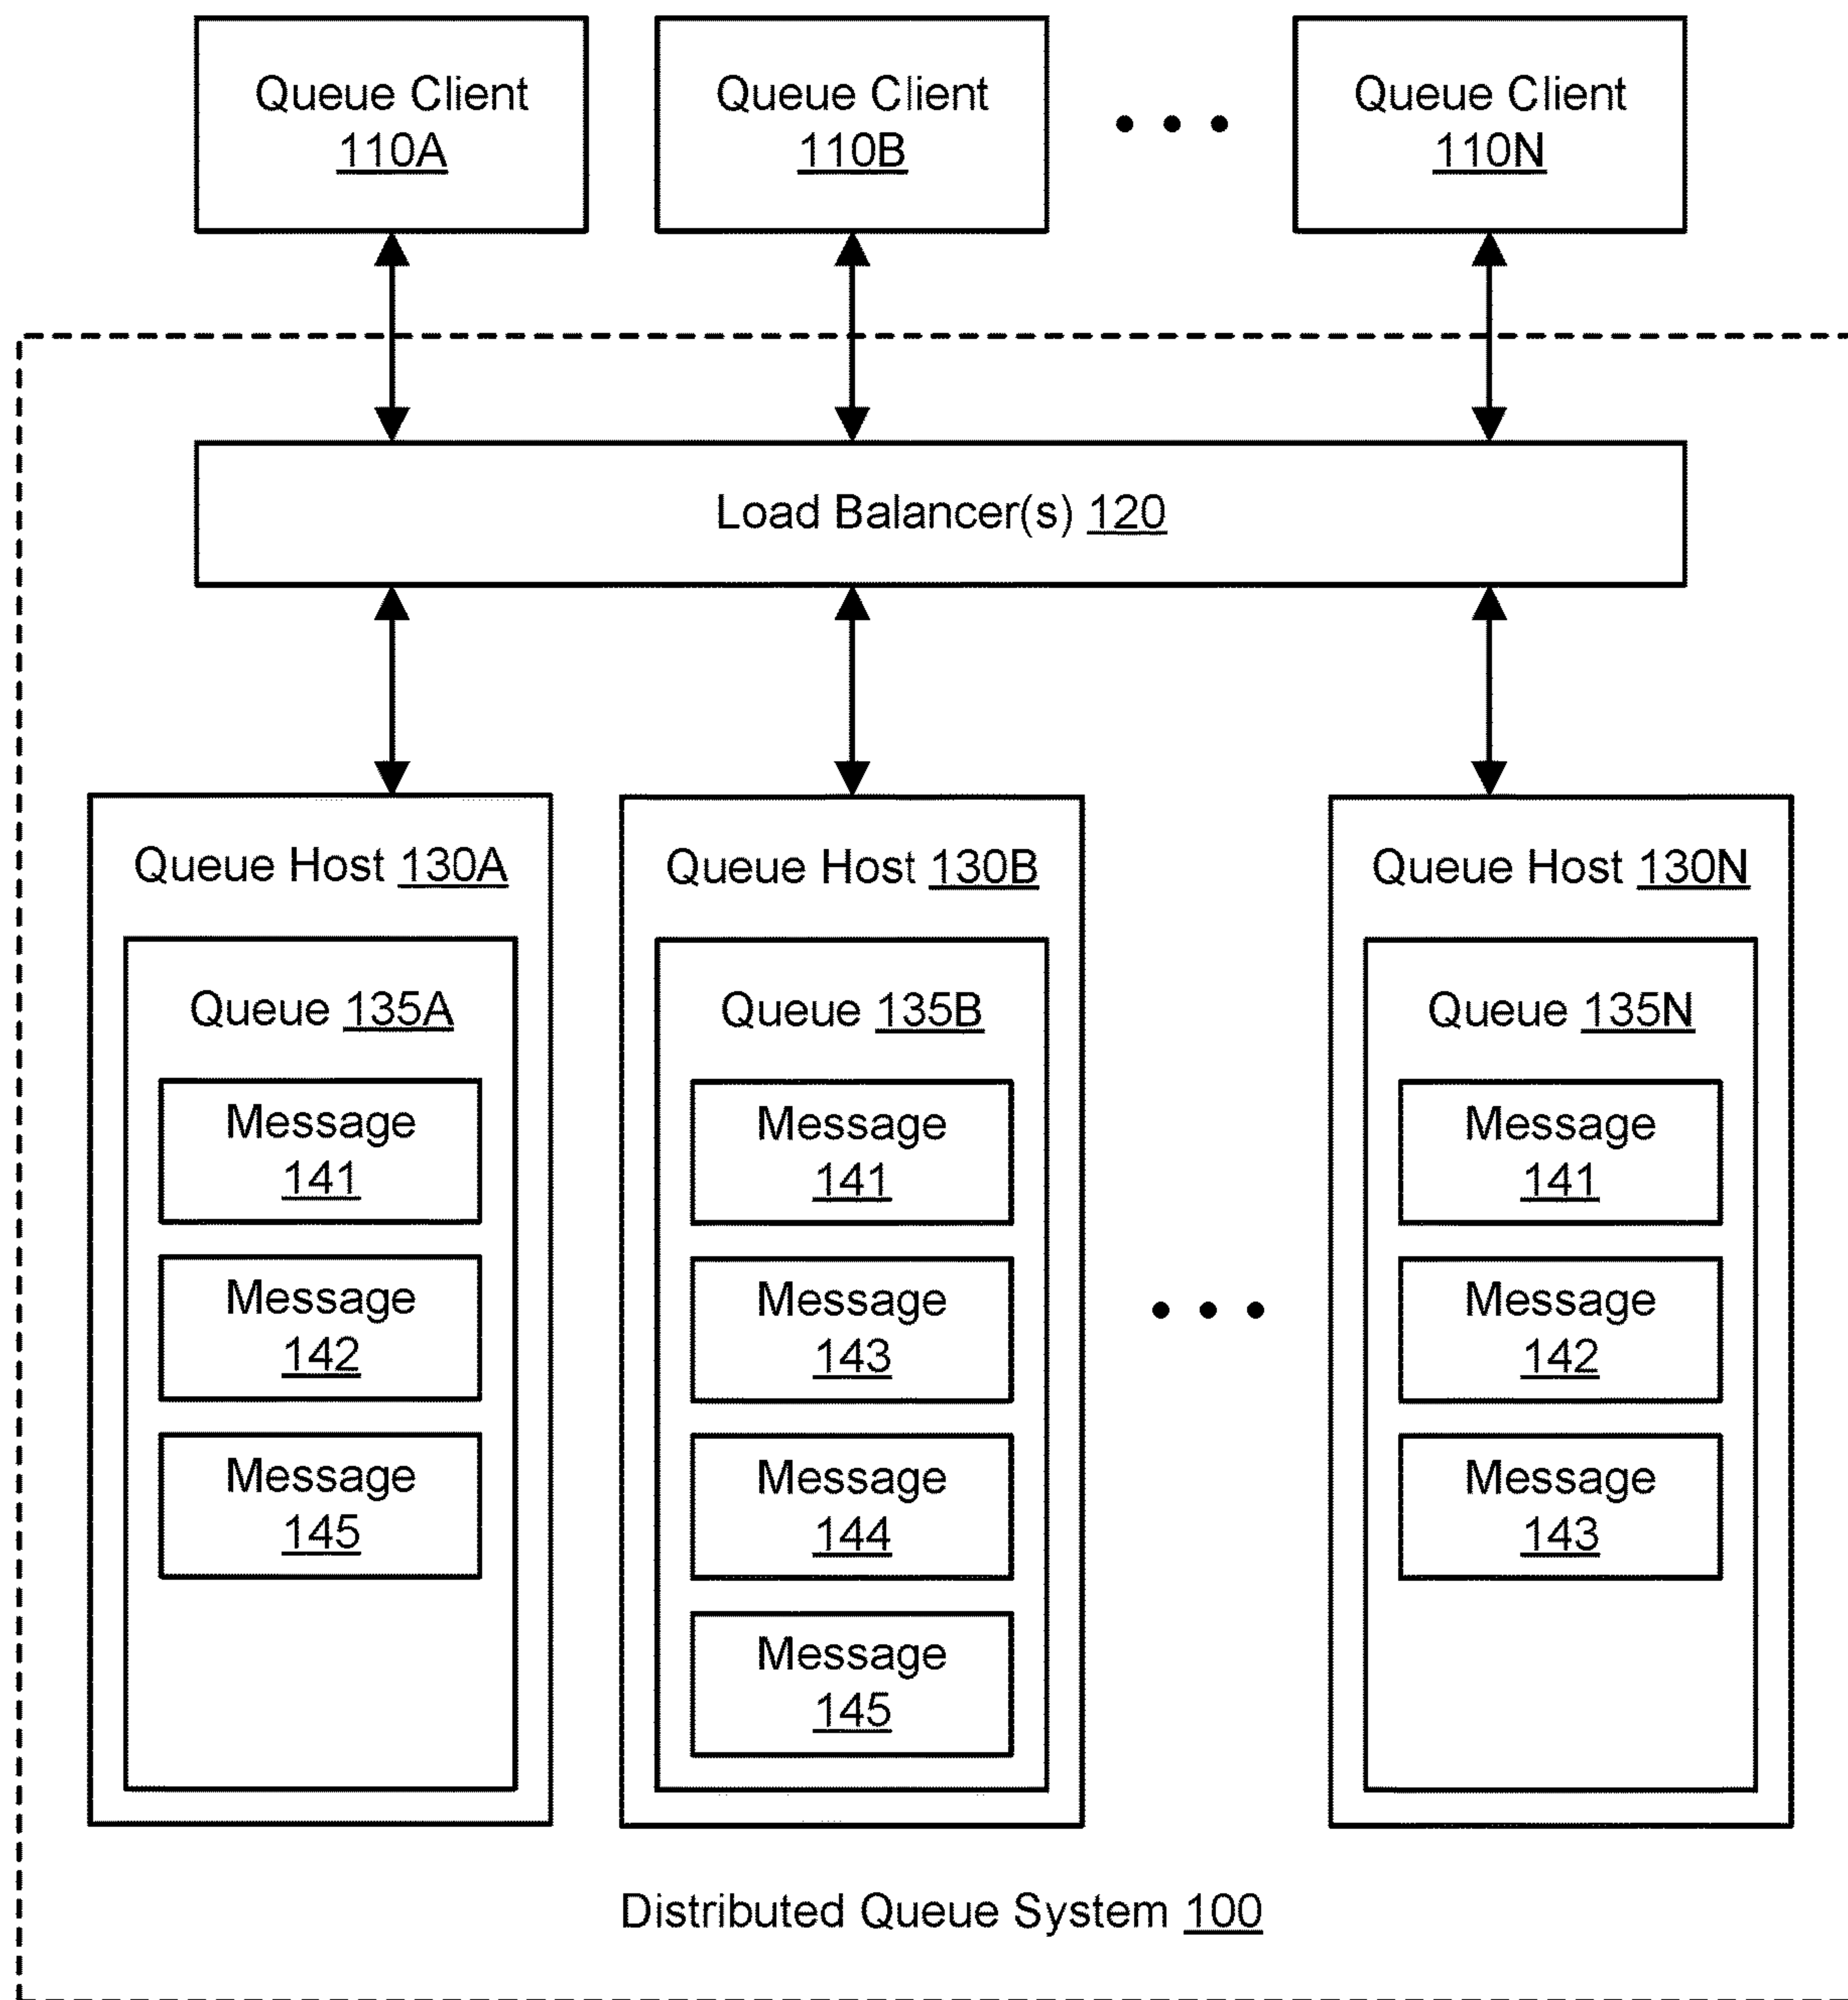 Queue Client
110A
Queue Client
110B
Queue Client
110N
Load Balancer(s) 120
Queue Host 130A
Queue 135A
Message
141
Message
142
Message
145
Queue Host 130B
Queue 135B
Message
141
Message
143
Message
144
Message
145
Queue Host 130N
Queue 135N
Message
141
Message
142
Message
143
Distributed Queue System 100